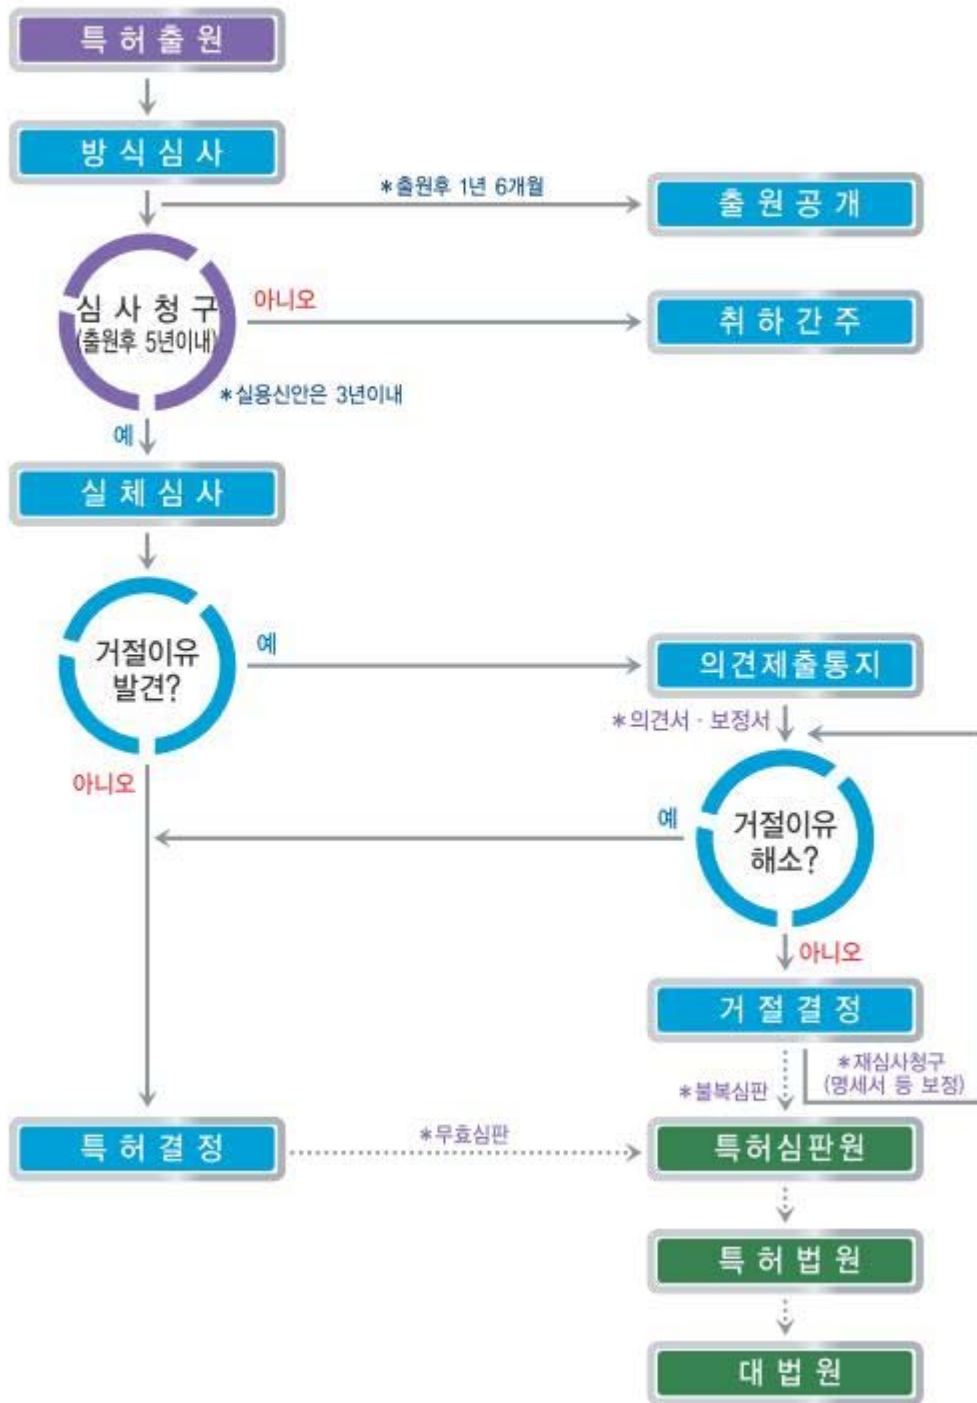 특허출원
방식심사
*출원후 1년 6개월
출원공개
심사청구
(출원후 5년이내)
아니오
취하간주
*실용신안은 3년이내
예
실체심사
거절이유
발견?
예
의견제출통지
*의견서 · 보정서
아니오
예
거절이유
해소?
아니오
거절결정
*불복심판
*재심사청구
(명세서 등 보정)
특허결정
*무효심판
특허심판원
특허법원
대법원